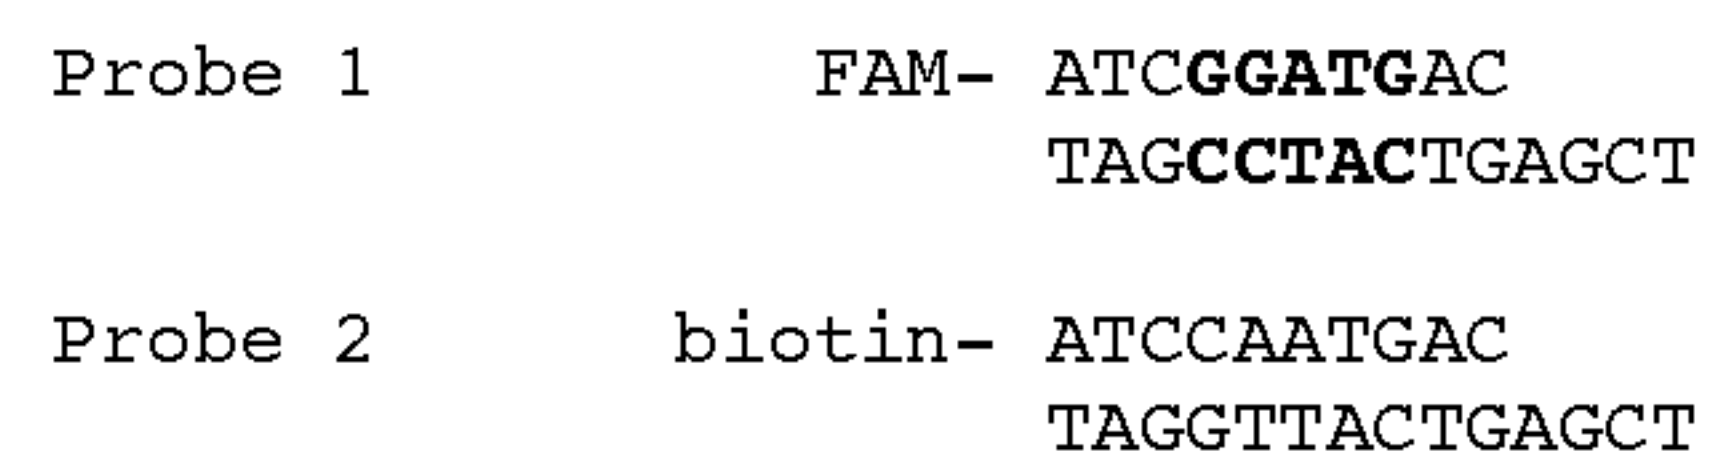 Probe 1 FAM- ATCGGATGAC
TAGCCTACTGAGCT
Probe 2 biotin- ATCCAATGAC
TAGGTTACTGAGCT